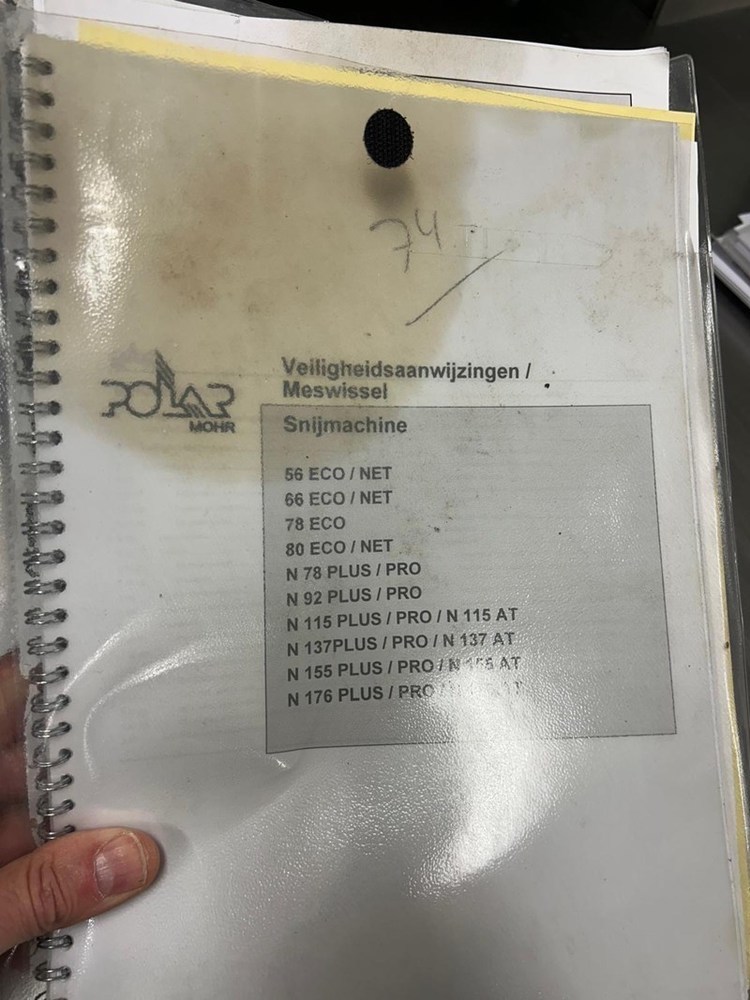 74
POLAR
MOHR
Veiligheidsaanwijzingen /
Meswissel
Snijmachine
56 ECO / NET
66 ECO / NET
78 ECO
80 ECO / NET
N 78 PLUS / PRO
N 92 PLUS / PRO
N 115 PLUS / PRO / N 115 AT
N 137PLUS / PRO / N 137 AT
N 155 PLUS / PRO / N 155 AT
N 176 PLUS / PRO /